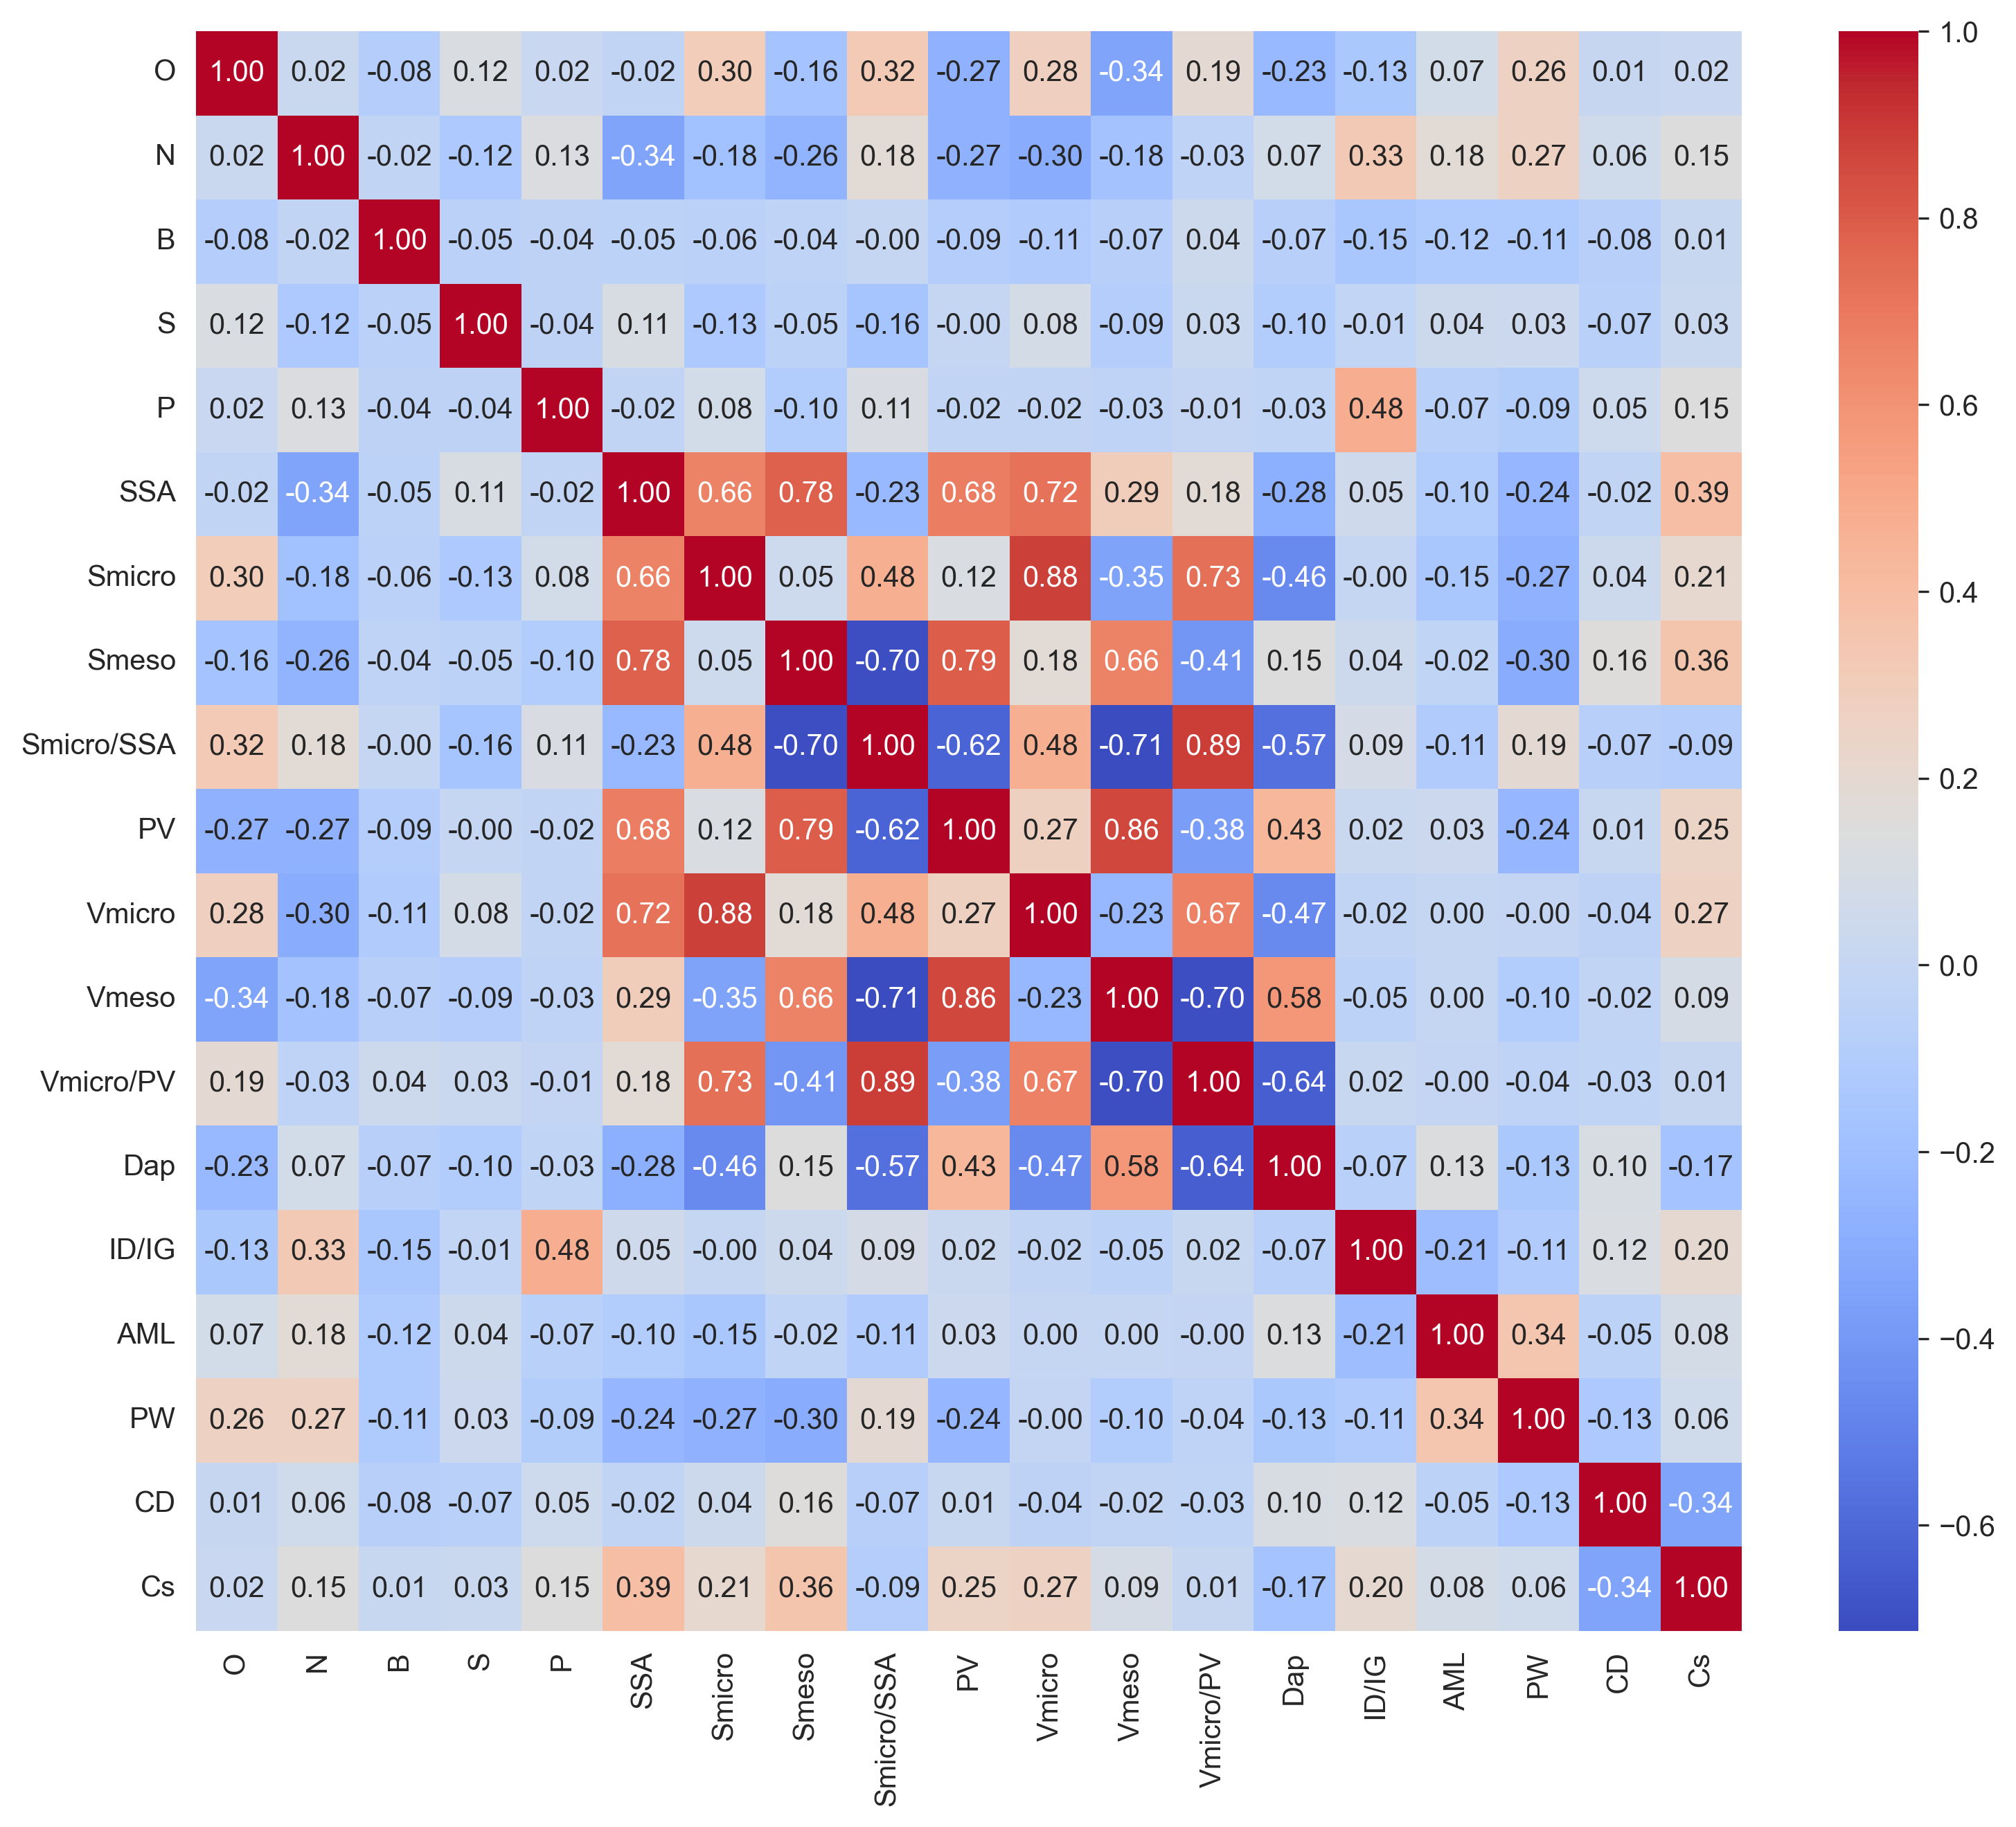 O 1.00 0.02 -0.08 0.12 0.02 -0.02 0.30 -0.16 0.32 -0.27 0.28 -0.34 0.19 -0.23 -0.13 0.07 0.26 0.01 0.02
N 0.02 1.00 -0.02 -0.12 0.13 -0.34 -0.18 -0.26 0.18 -0.27 -0.30 -0.18 -0.03 0.07 0.33 0.18 0.27 0.06 0.15
B -0.08 -0.02 1.00 -0.05 -0.04 -0.05 -0.06 -0.04 -0.00 -0.09 -0.11 -0.07 0.04 -0.07 -0.15 -0.12 -0.11 -0.08 0.01
S 0.12 -0.12 -0.05 1.00 -0.04 0.11 -0.13 -0.05 -0.16 -0.00 0.08 -0.09 0.03 -0.10 -0.01 0.04 0.03 -0.07 0.03
P 0.02 0.13 -0.04 -0.04 1.00 -0.02 0.08 -0.10 0.11 -0.02 -0.02 -0.03 -0.01 -0.03 0.48 -0.07 -0.09 0.05 0.15
SSA -0.02 -0.34 -0.05 0.11 -0.02 1.00 0.66 0.78 -0.23 0.68 0.72 0.29 0.18 -0.28 0.05 -0.10 -0.24 -0.02 0.39
Smicro 0.30 -0.18 -0.06 -0.13 0.08 0.66 1.00 0.05 0.48 0.12 0.88 -0.35 0.73 -0.46 -0.00 -0.15 -0.27 0.04 0.21
Smeso -0.16 -0.26 -0.04 -0.05 -0.10 0.78 0.05 1.00 -0.70 0.79 0.18 0.66 -0.41 0.15 0.04 -0.02 -0.30 0.16 0.36
Smicro/SSA 0.32 0.18 -0.00 -0.16 0.11 -0.23 0.48 -0.70 1.00 -0.62 0.48 -0.71 0.89 -0.57 0.09 -0.11 0.19 -0.07 -0.09
PV -0.27 -0.27 -0.09 -0.00 -0.02 0.68 0.12 0.79 -0.62 1.00 0.27 0.86 -0.38 0.43 0.02 0.03 -0.24 0.01 0.25
Vmicro 0.28 -0.30 -0.11 0.08 -0.02 0.72 0.88 0.18 0.48 0.27 1.00 -0.23 0.67 -0.47 -0.02 0.00 -0.00 -0.04 0.27
Vmeso -0.34 -0.18 -0.07 -0.09 -0.03 0.29 -0.35 0.66 -0.71 0.86 -0.23 1.00 -0.70 0.58 -0.05 0.00 -0.10 -0.02 0.09
Vmicro/PV 0.19 -0.03 0.04 0.03 -0.01 0.18 0.73 -0.41 0.89 -0.38 0.67 -0.70 1.00 -0.64 0.02 -0.00 -0.04 -0.03 0.01
Dap -0.23 0.07 -0.07 -0.10 -0.03 -0.28 -0.46 0.15 -0.57 0.43 -0.47 0.58 -0.64 1.00 -0.07 0.13 -0.13 0.10 -0.17
ID/IG -0.13 0.33 -0.15 -0.01 0.48 0.05 -0.00 0.04 0.09 0.02 -0.02 -0.05 0.02 -0.07 1.00 -0.21 -0.11 0.12 0.20
AML 0.07 0.18 -0.12 0.04 -0.07 -0.10 -0.15 -0.02 -0.11 0.03 0.00 0.00 -0.00 0.13 -0.21 1.00 0.34 -0.05 0.08
PW 0.26 0.27 -0.11 0.03 -0.09 -0.24 -0.27 -0.30 0.19 -0.24 -0.00 -0.10 -0.04 -0.13 -0.11 0.34 1.00 -0.13 0.06
CD 0.01 0.06 -0.08 -0.07 0.05 -0.02 0.04 0.16 -0.07 0.01 -0.04 -0.02 -0.03 0.10 0.12 -0.05 -0.13 1.00 -0.34
Cs 0.02 0.15 0.01 0.03 0.15 0.39 0.21 0.36 -0.09 0.25 0.27 0.09 0.01 -0.17 0.20 0.08 0.06 -0.34 1.00
O N B S P SSA Smicro Smeso Smicro/SSA PV Vmicro Vmeso Vmicro/PV Dap ID/IG AML PW CD Cs
1.0
0.8
0.6
0.4
0.2
0.0
−0.2
−0.4
−0.6